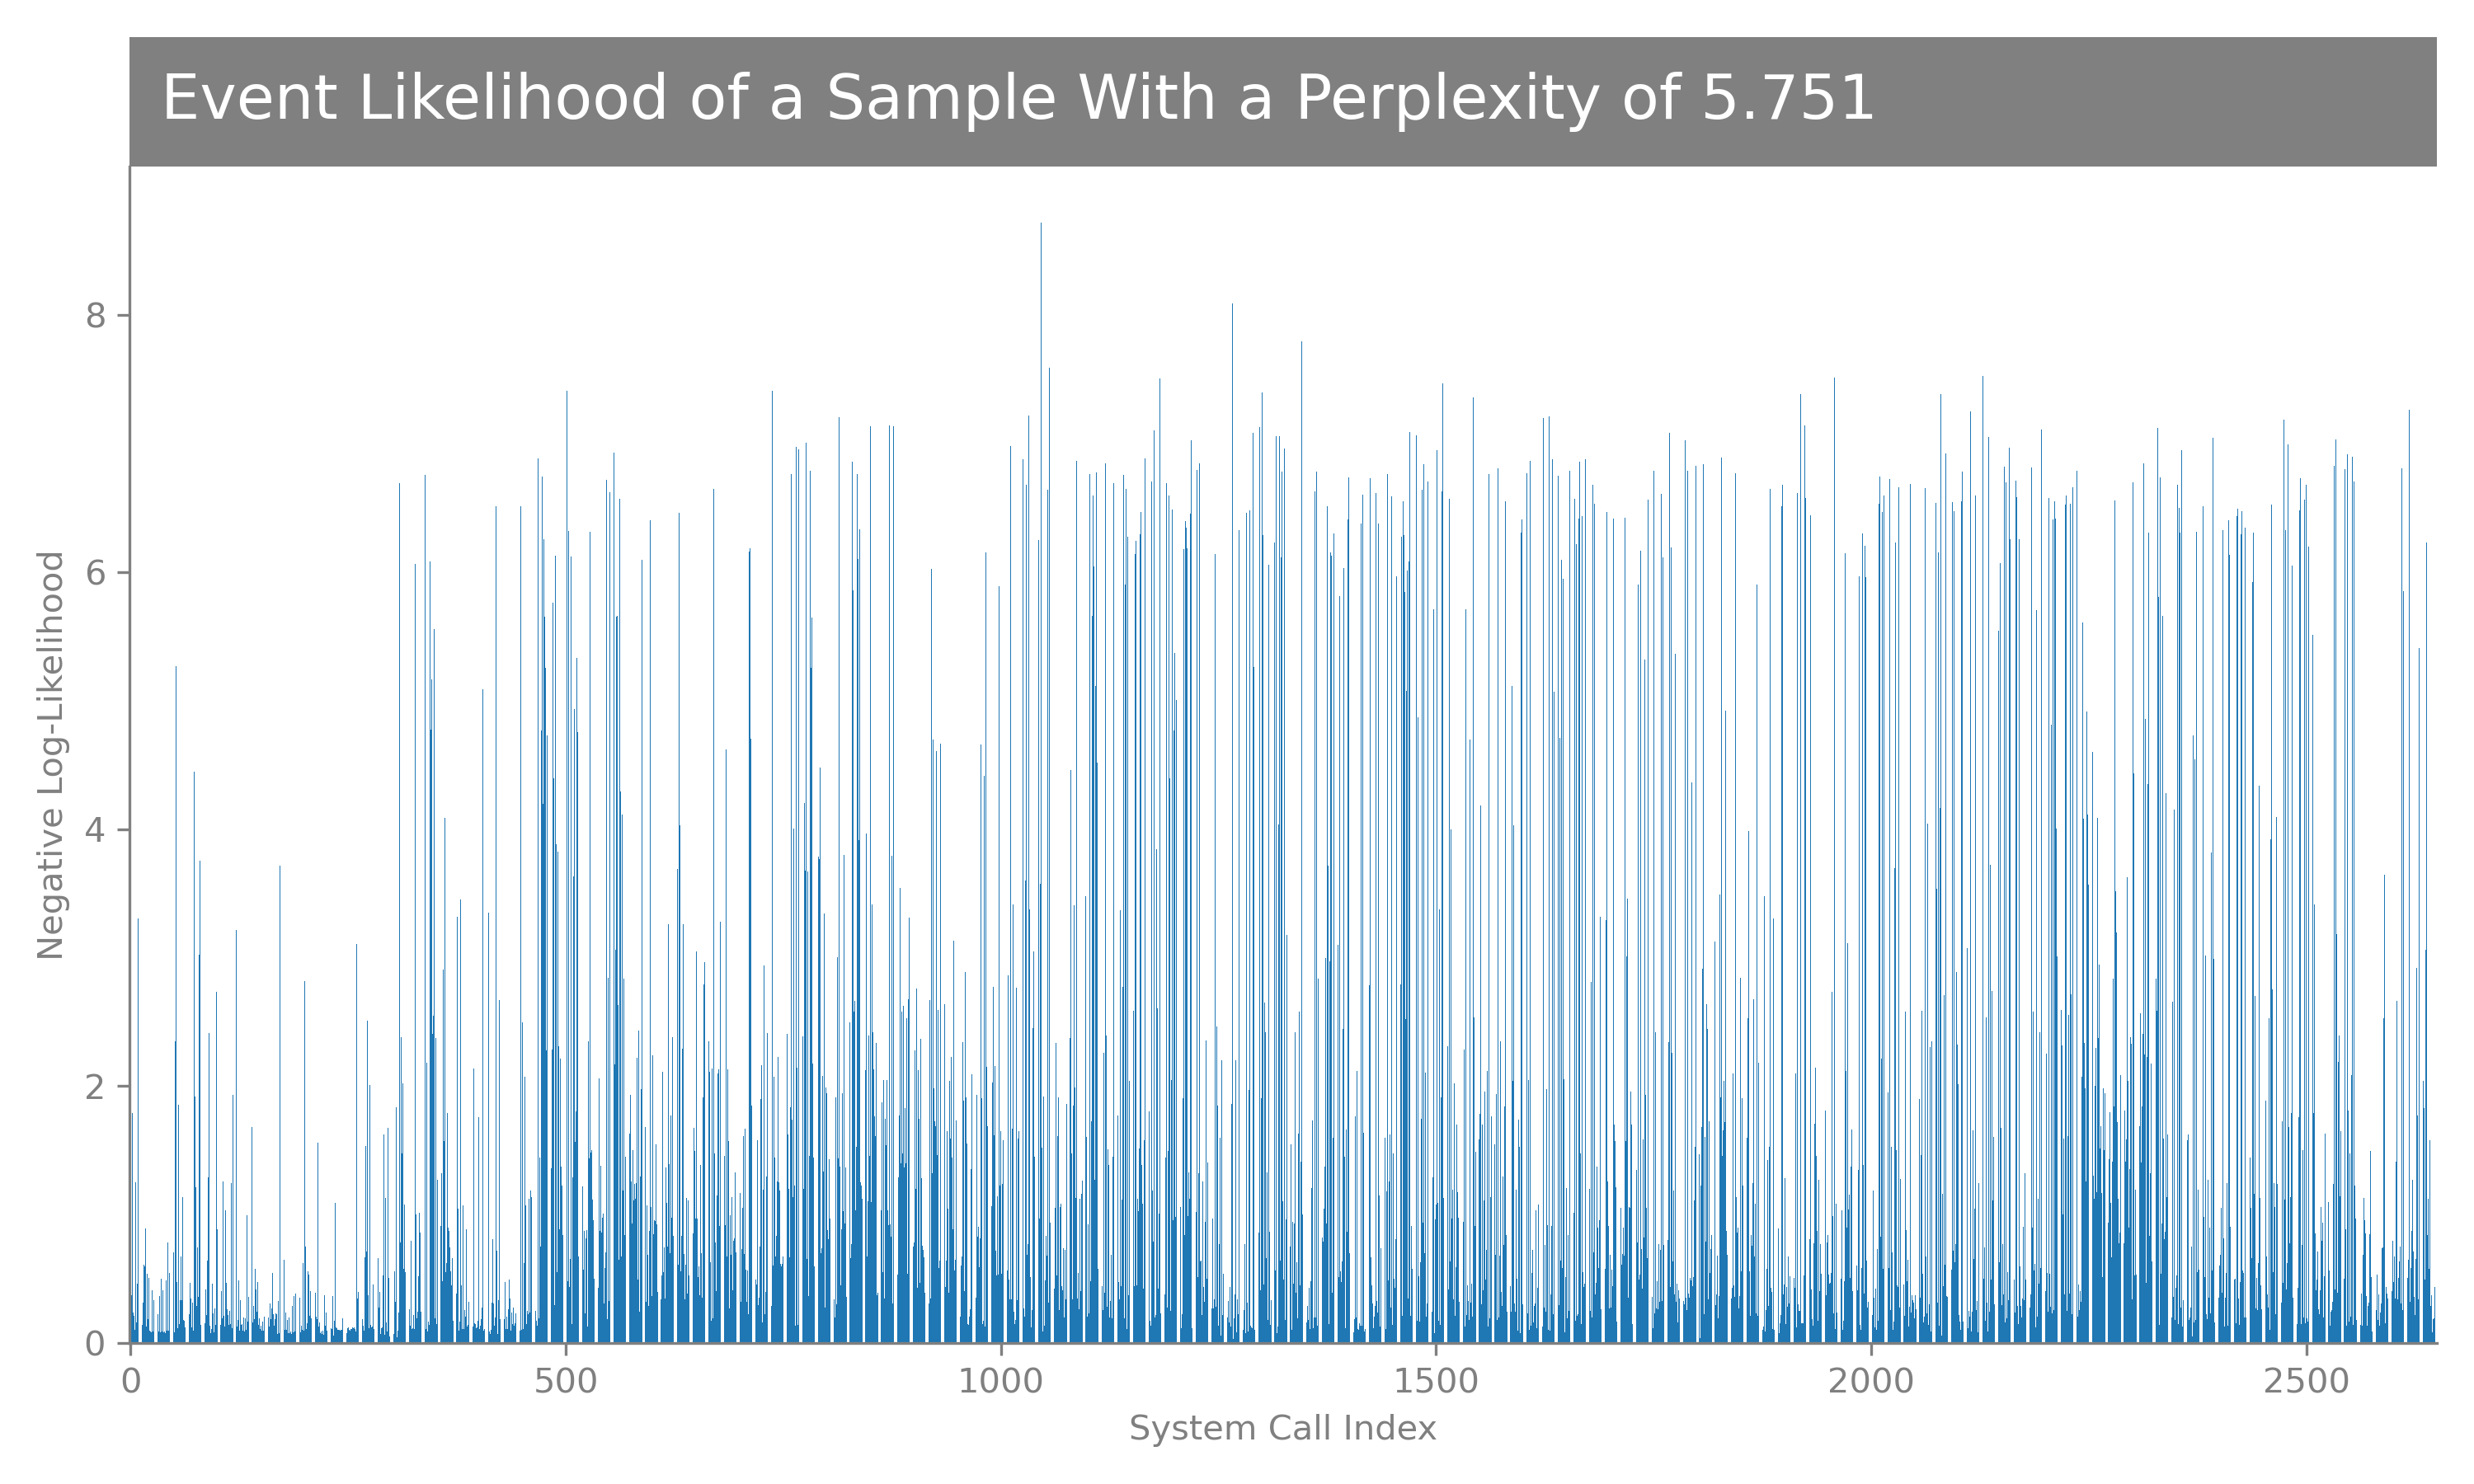 Event Likelihood of a Sample With a Perplexity of 5.751
8
6
4
2
0
Negative Log-Likelihood
0 500 1000 1500 2000 2500
System Call Index